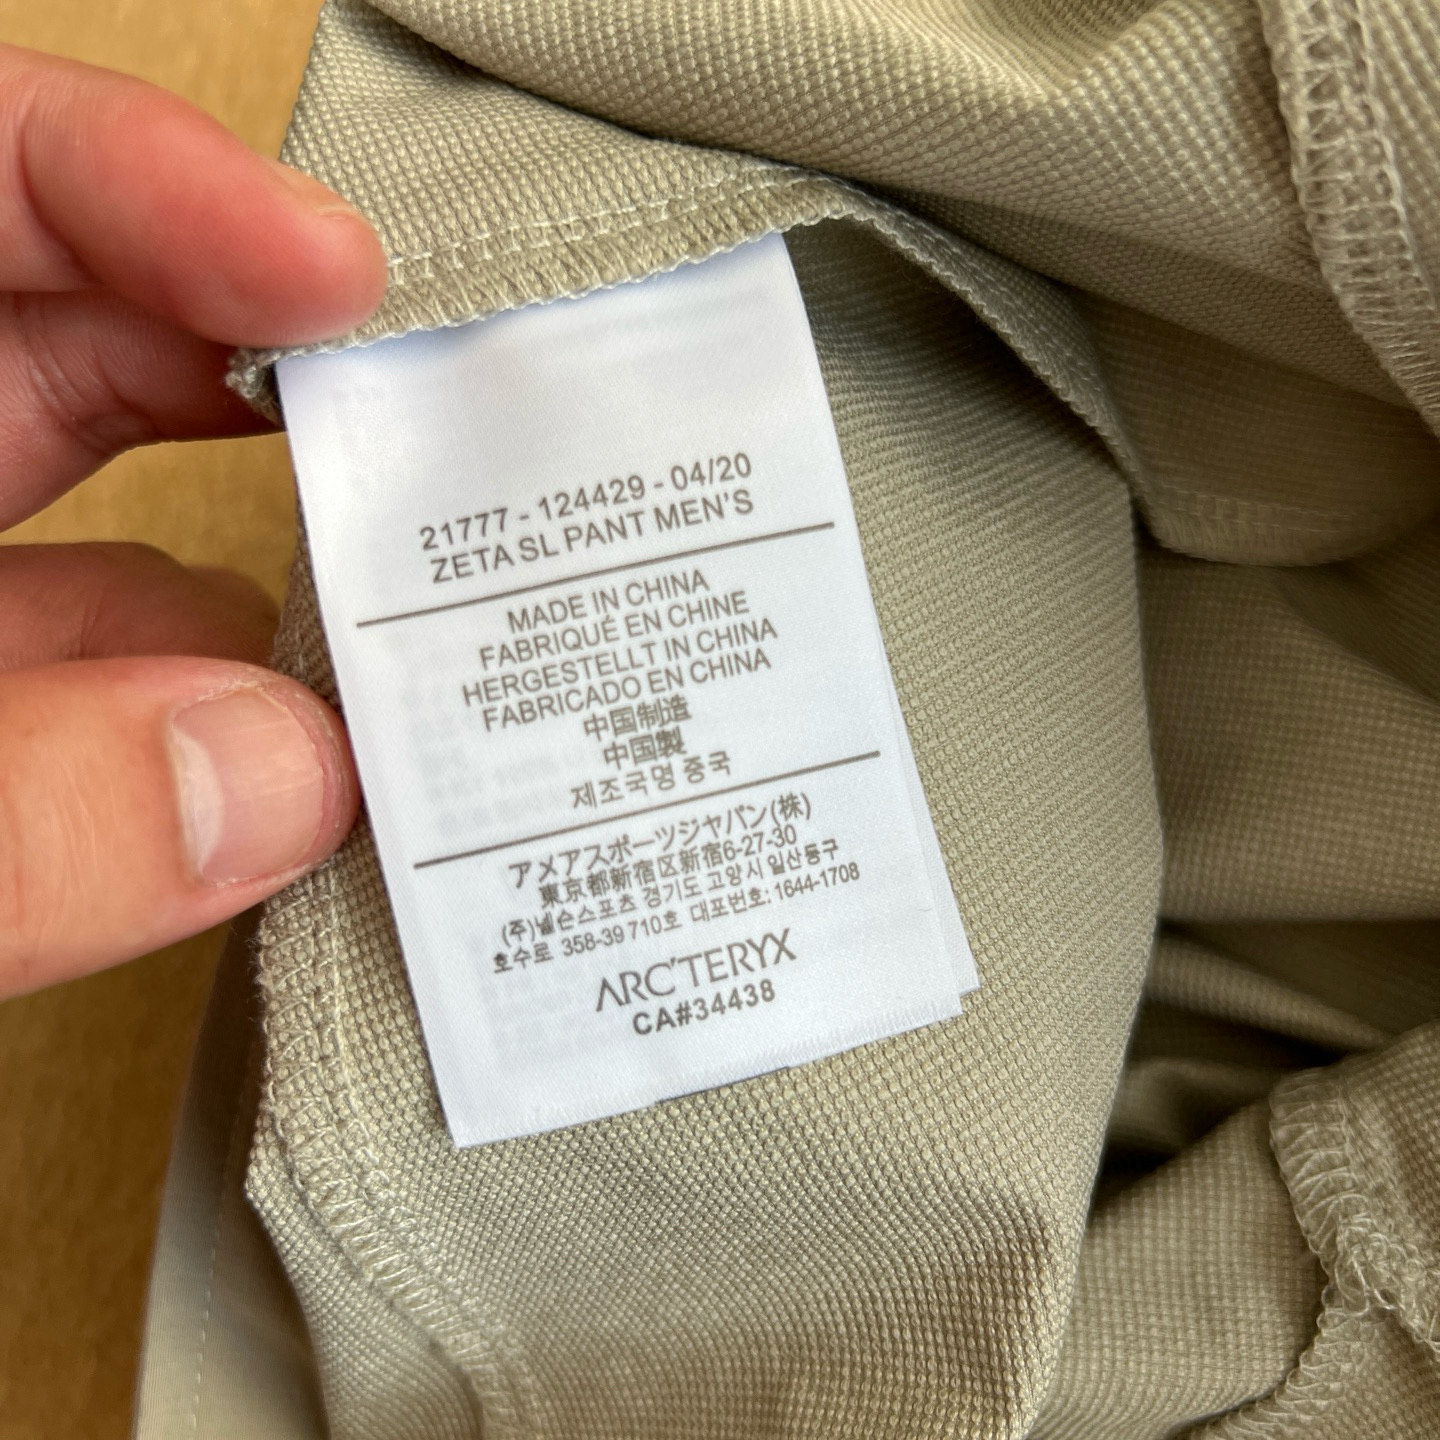 21777 - 124429 - 04/20
ZETA SL PANT MEN'S
MADE IN CHINA
FABRIQUÉ EN CHINE
HERGESTELLT IN CHINA
FABRICADO EN CHINA
中国制造
中国製
제조국명 중국
アメアスポーツジャパン(株)
東京都新宿区新宿6-27-30
(주)넬슨스포츠 경기도 고양시 일산동구
호수로 358-39 710호 대표번호: 1644-1708
ARC'TERYX
CA#34438